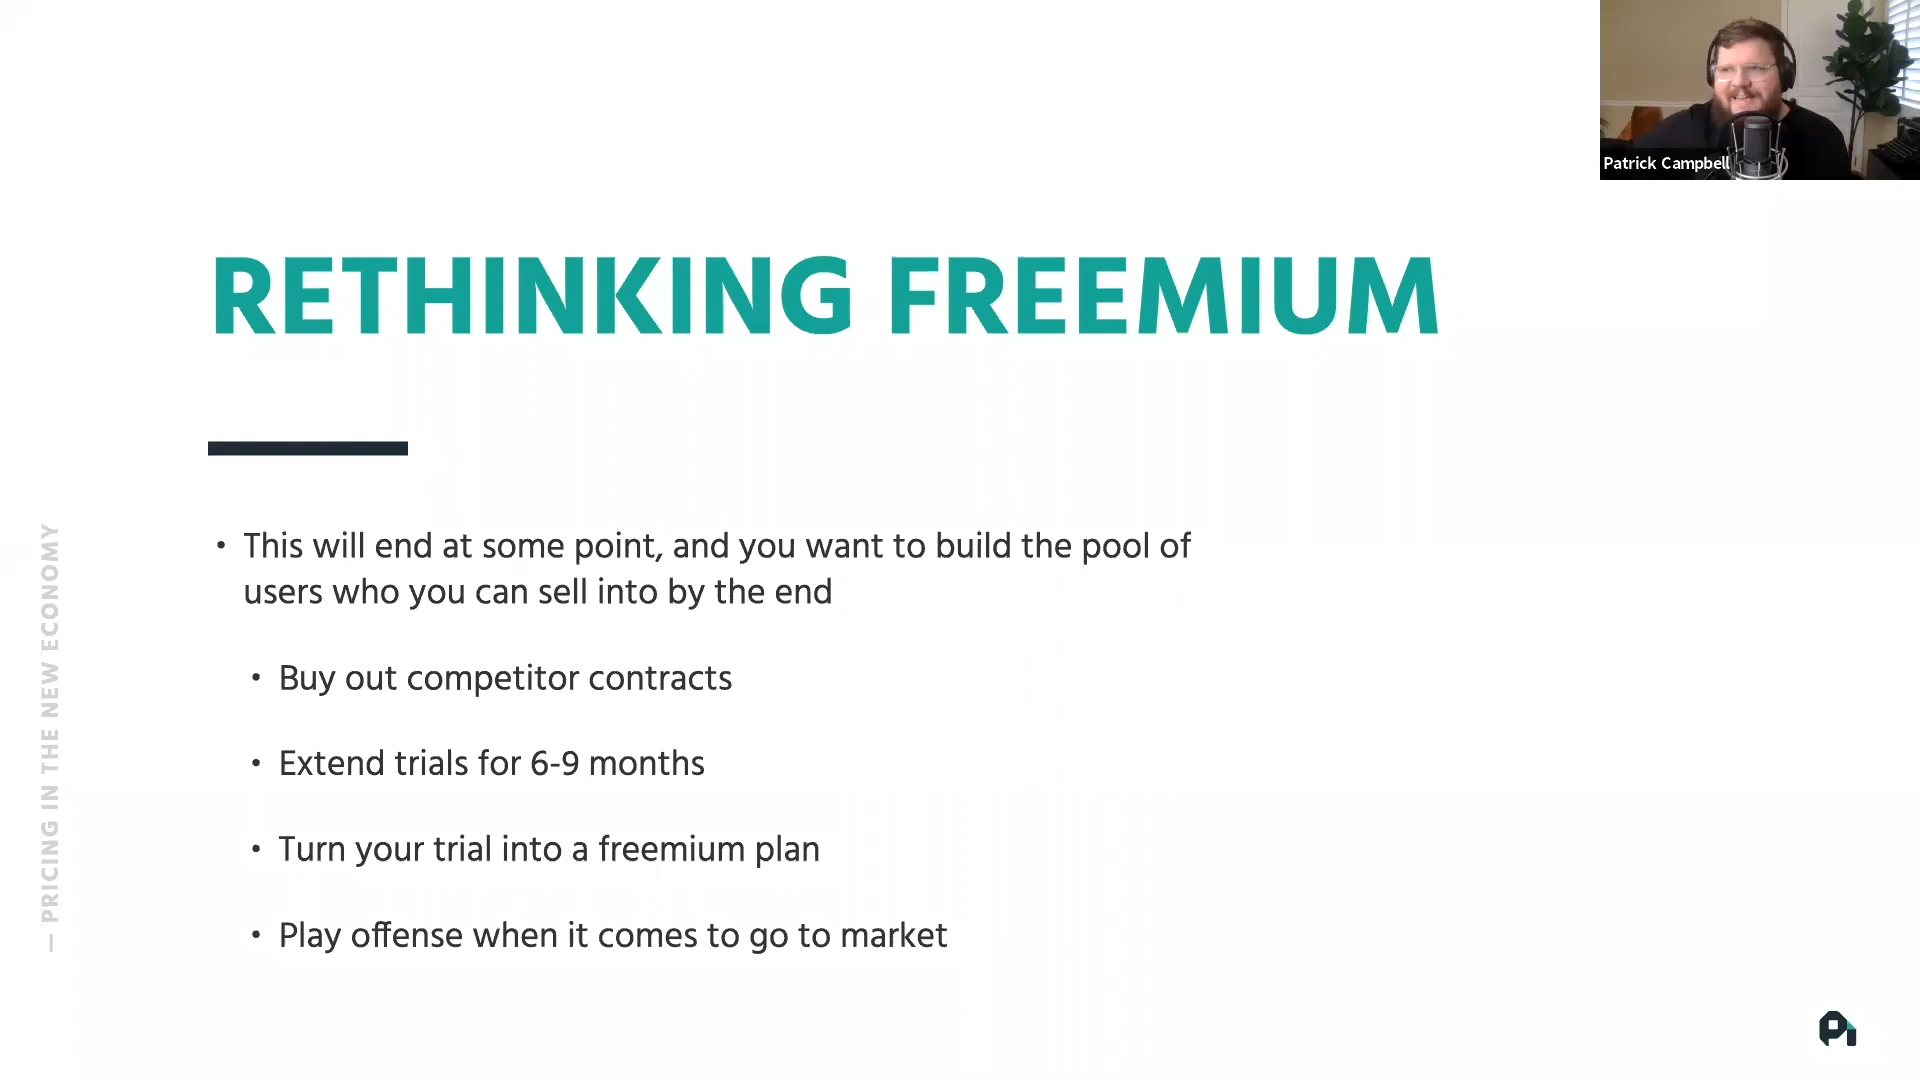 Patrick Campbell
RETHINKING FREEMIUM
• This will end at some point, and you want to build the pool of
users who you can sell into by the end
• Buy out competitor contracts
• Extend trials for 6-9 months
• Turn your trial into a freemium plan
• Play offense when it comes to go to market
— PRICING IN THE NEW ECONOMY